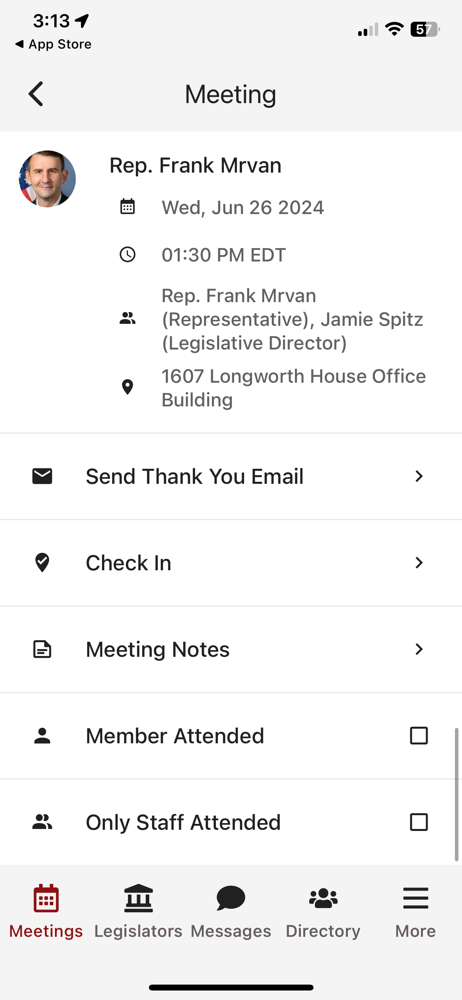 3:13
57
◀ App Store
Meeting
Rep. Frank Mrvan
Wed, Jun 26 2024
01:30 PM EDT
Rep. Frank Mrvan
(Representative), Jamie Spitz
(Legislative Director)
1607 Longworth House Office
Building
Send Thank You Email
Check In
Meeting Notes
Member Attended
Only Staff Attended
Meetings Legislators Messages Directory More